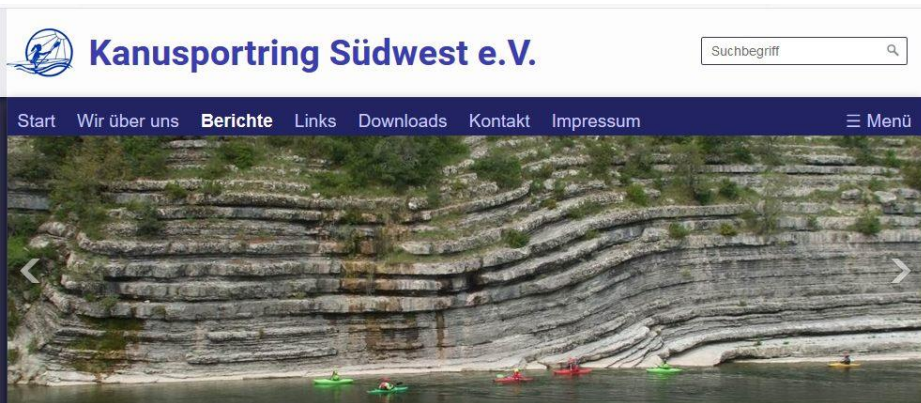 Kanusportring Südwest e.V.
Suchbegriff
Start Wir über uns Berichte Links Downloads Kontakt Impressum ☰ Menü